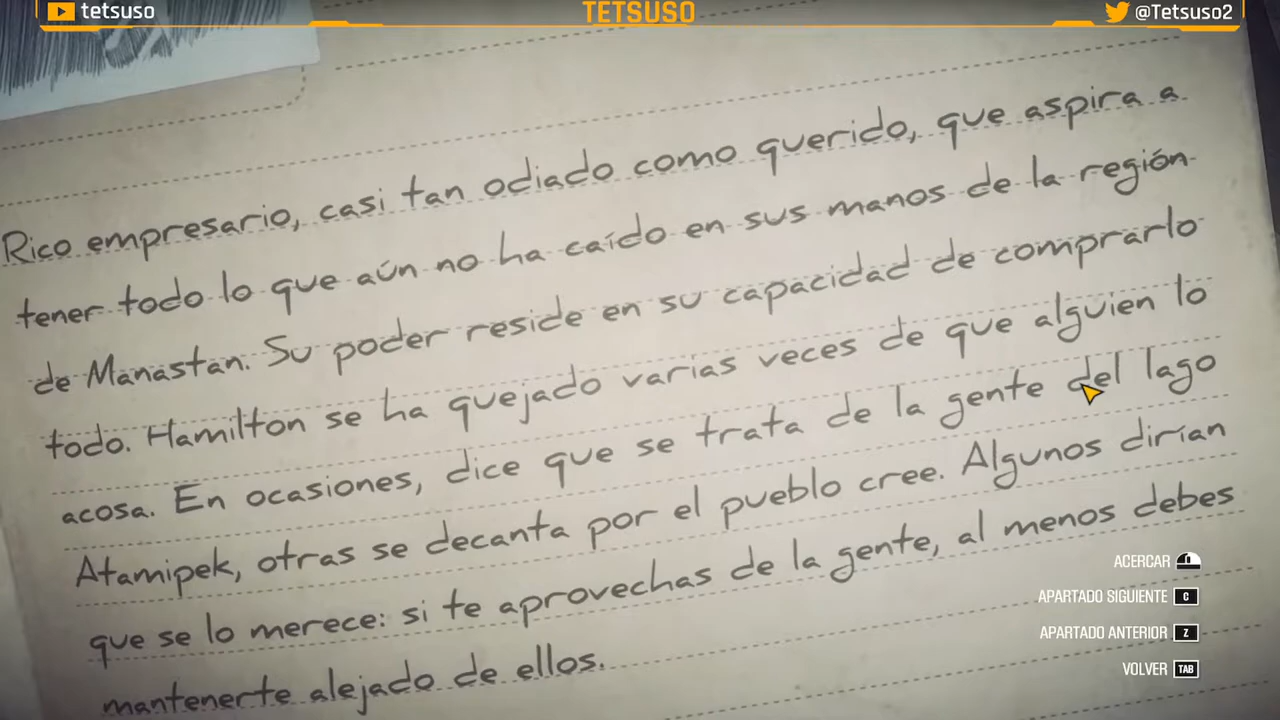 tetsuso
TETSUSO
@Tetsuso2
Rico empresario, casi tan odiado como querido, que aspira a
tener todo lo que aún no ha caído en sus manos de la región
de Manastan. Su poder reside en su capacidad de comprarlo
todo. Hamilton se ha quejado varias veces de que alguien lo
acosa. En ocasiones, dice que se trata de la gente del lago
Atamipek, otras se decanta por el pueblo cree. Algunos dirían
que se lo merece: si te aprovechas de la gente, al menos debes
mantenerte alejado de ellos.
ACERCAR
APARTADO SIGUIENTE C
APARTADO ANTERIOR Z
VOLVER TAB